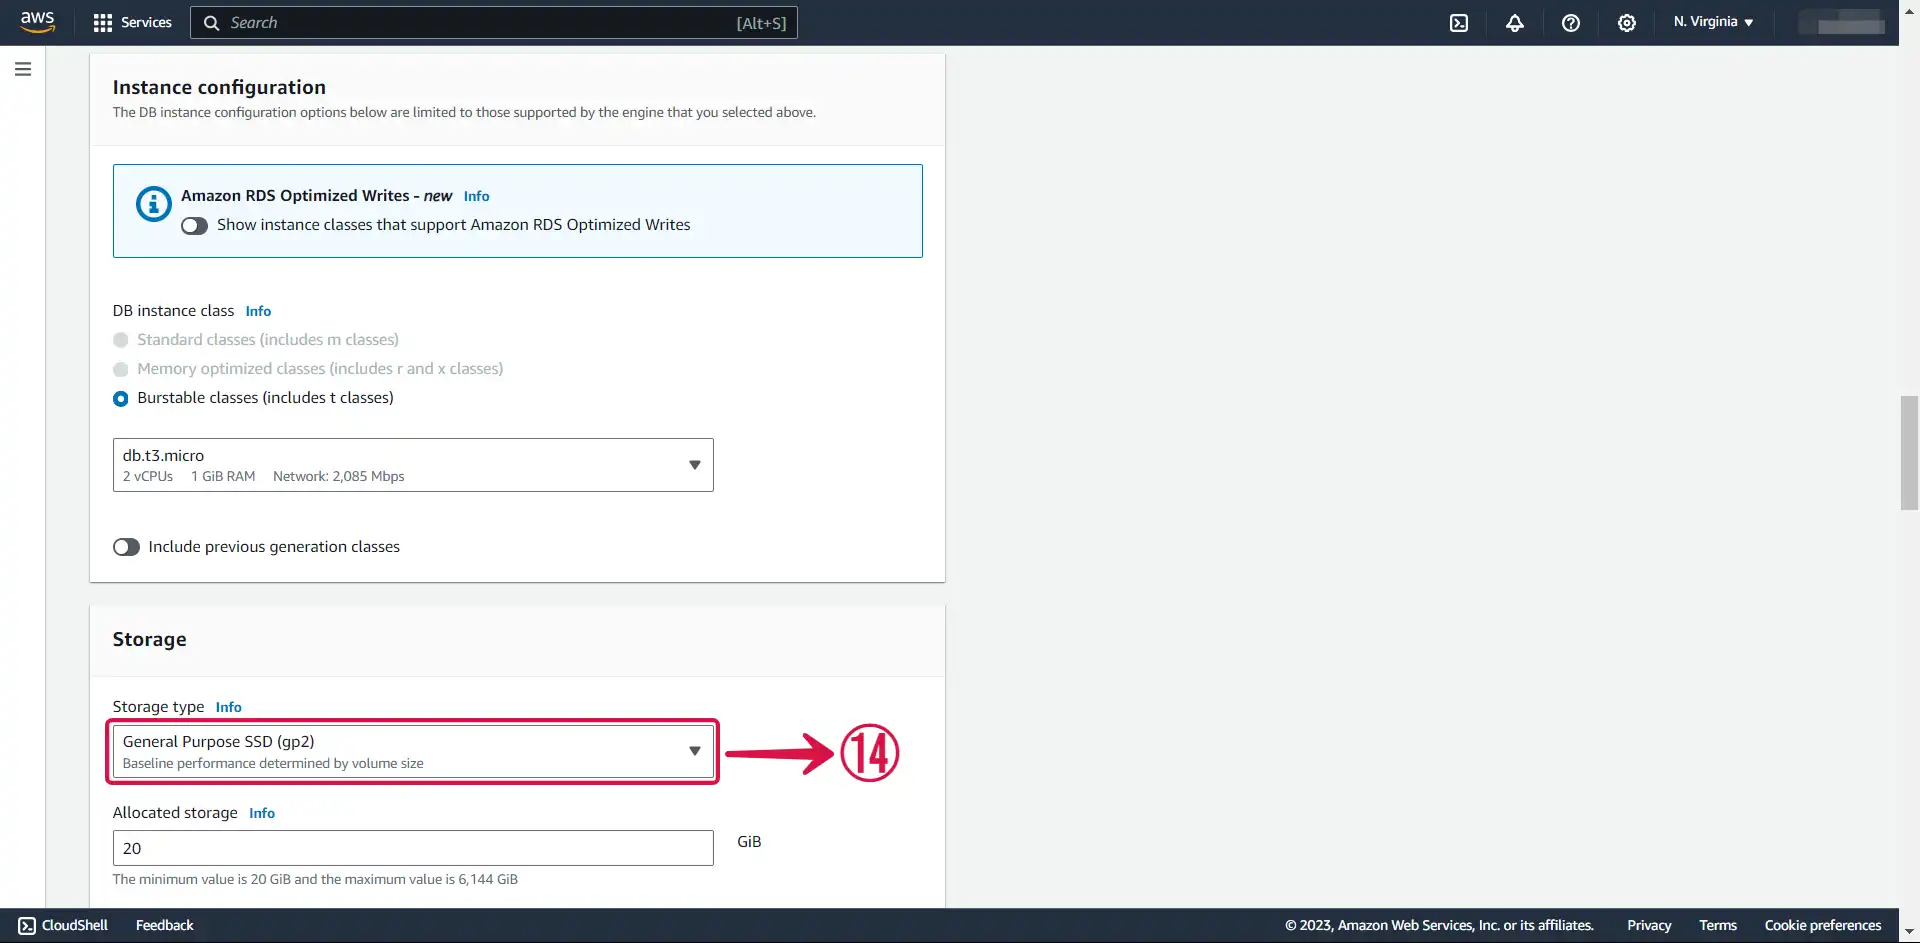 aws
Services
Search
[Alt+S]
N. Virginia
Instance configuration
The DB instance configuration options below are limited to those supported by the engine that you selected above.
Amazon RDS Optimized Writes - new Info
Show instance classes that support Amazon RDS Optimized Writes
DB instance class Info
Standard classes (includes m classes)
Memory optimized classes (includes r and x classes)
Burstable classes (includes t classes)
db.t3.micro
2 vCPUs 1 GiB RAM Network: 2,085 Mbps
Include previous generation classes
Storage
Storage type Info
General Purpose SSD (gp2)
Baseline performance determined by volume size
14
Allocated storage Info
20
GiB
The minimum value is 20 GiB and the maximum value is 6,144 GiB
CloudShell
Feedback
© 2023, Amazon Web Services, Inc. or its affiliates.
Privacy
Terms
Cookie preferences